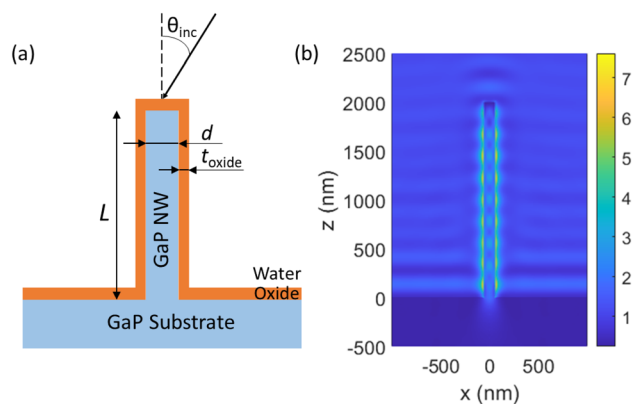 (a)
θinc
d
toxide
L
GaP NW
Water
Oxide
GaP Substrate
(b)
2500
2000
1500
1000
500
0
-500
z (nm)
-500 0 500
x (nm)
7
6
5
4
3
2
1